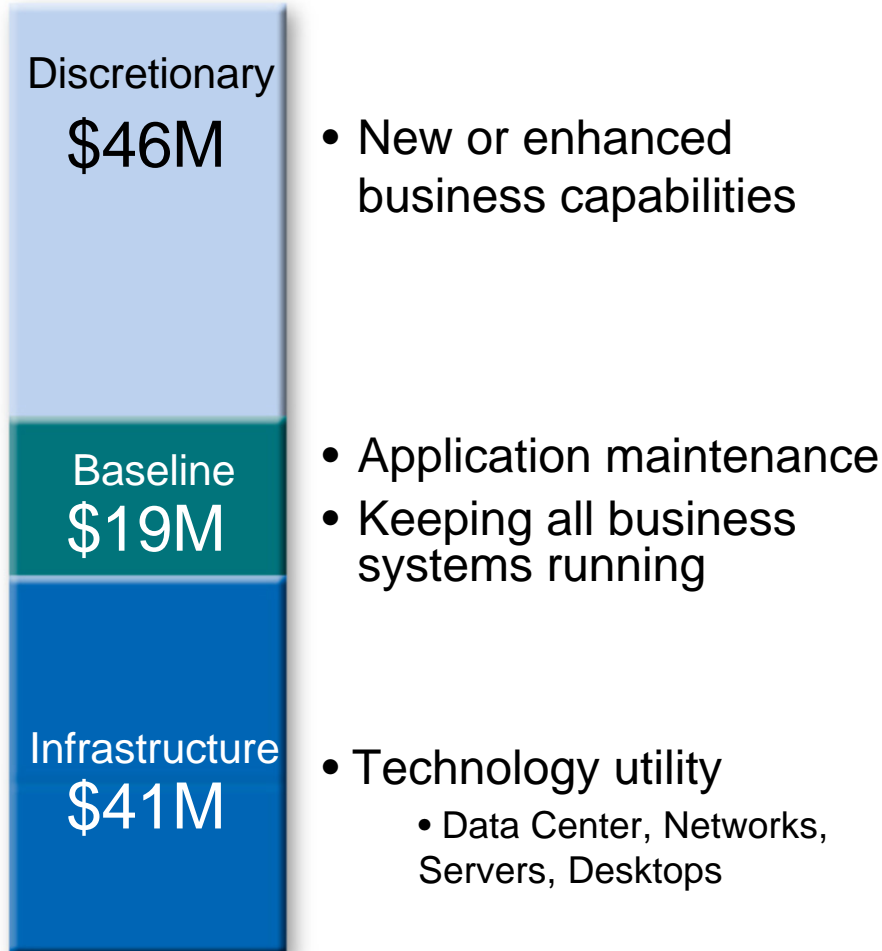 Discretionary
$46M
• New or enhanced
business capabilities
Baseline
$19M
• Application maintenance
• Keeping all business
systems running
Infrastructure
$41M
• Technology utility
• Data Center, Networks,
Servers, Desktops